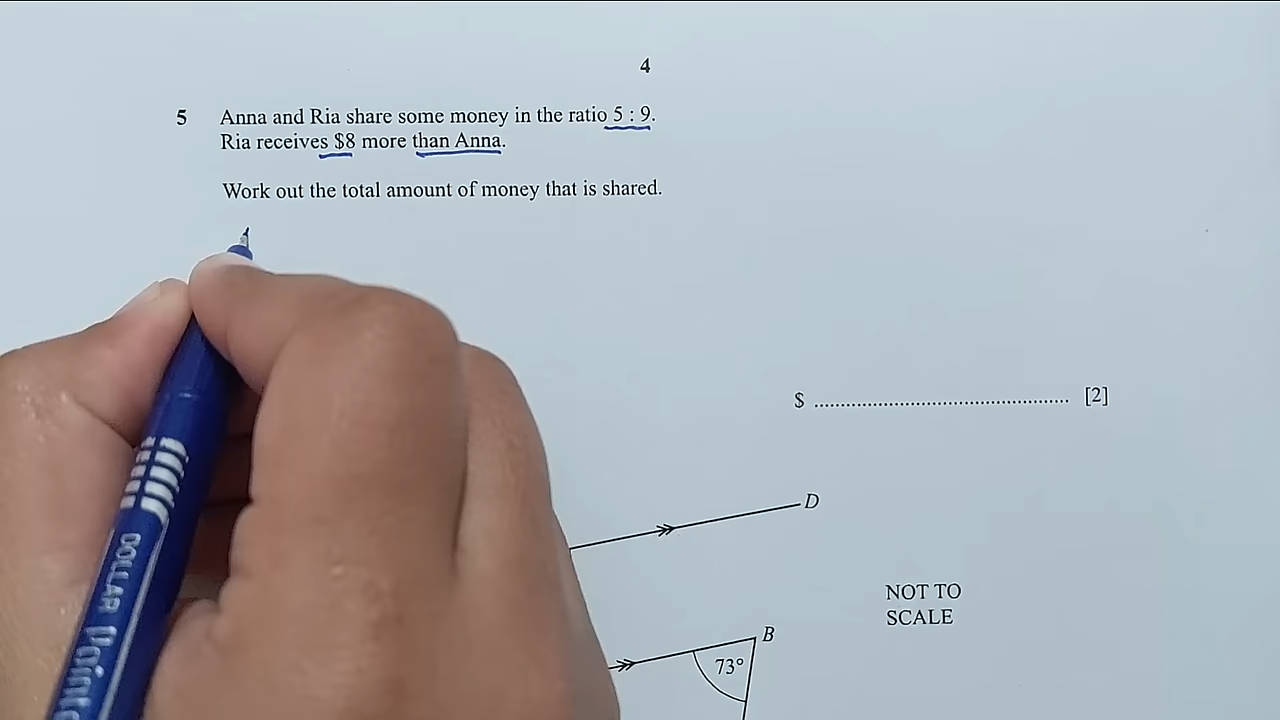 4
5 Anna and Ria share some money in the ratio 5 : 9.
Ria receives $8 more than Anna.
Work out the total amount of money that is shared.
$ ................................................ [2]
D
NOT TO
SCALE
B
73°
DOLLAR Pointe